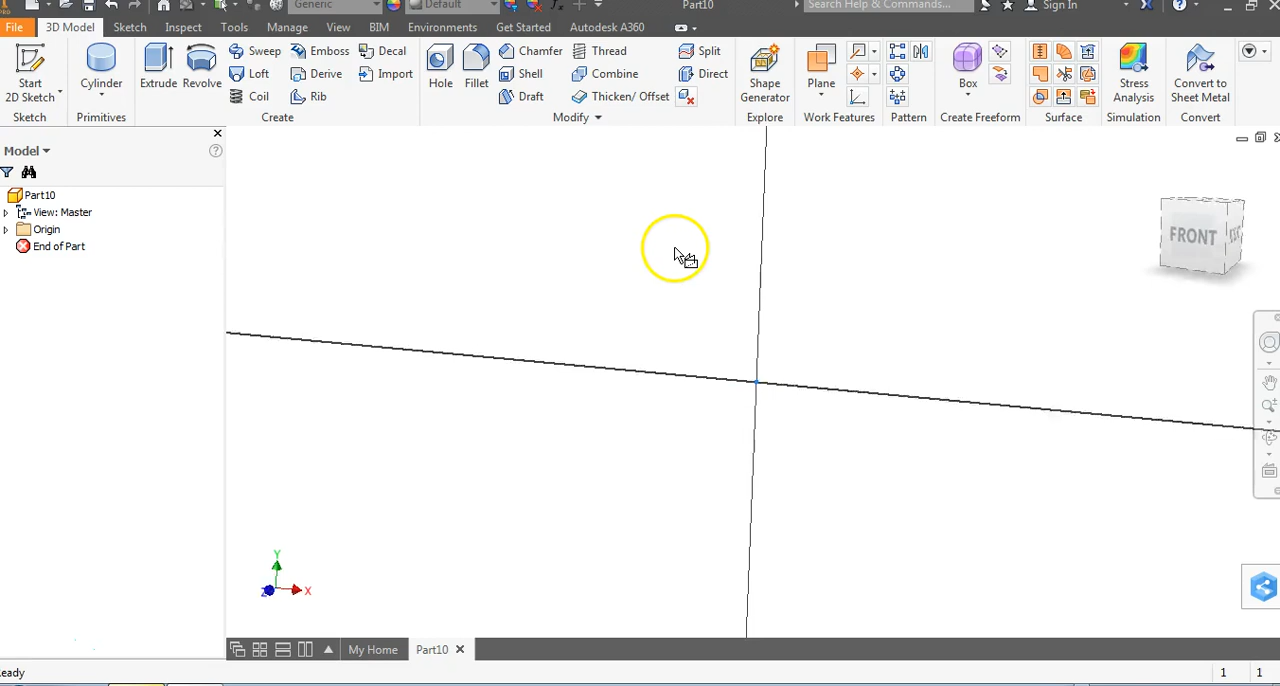 PRO Generic Default Part10 Search Help & Commands... Sign In
File 3D Model Sketch Inspect Tools Manage View BIM Environments Get Started Autodesk A360
Start 2D Sketch
Sketch
Cylinder
Primitives
Extrude Revolve
Sweep Emboss Decal
Loft Derive Import
Coil Rib
Create
Hole Fillet
Chamfer Thread Split
Shell Combine Direct
Draft Thicken/ Offset
Modify
Shape Generator
Explore
Plane
Work Features
Pattern
Box
Create Freeform
Surface
Stress Analysis
Simulation
Convert to Sheet Metal
Convert
Model
Part10
View: Master
Origin
End of Part
FRONT
Y
Z X
My Home Part10
eady 1 1